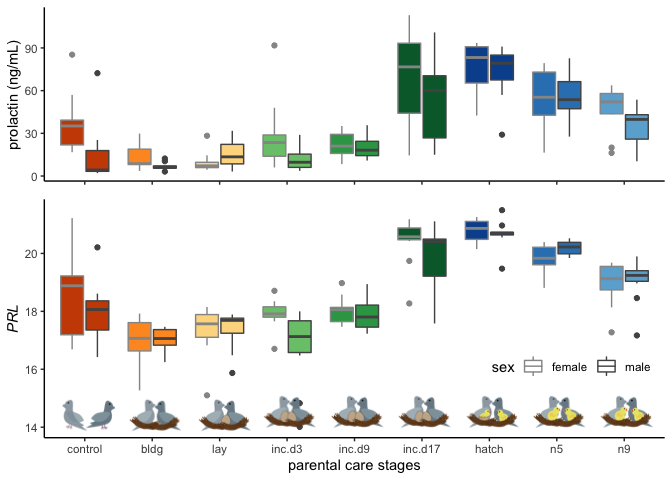 prolactin (ng/mL)
90
60
30
0
PRL
20
18
16
14
sex
female
male
control
bldg
lay
inc.d3
inc.d9
inc.d17
hatch
n5
n9
parental care stages